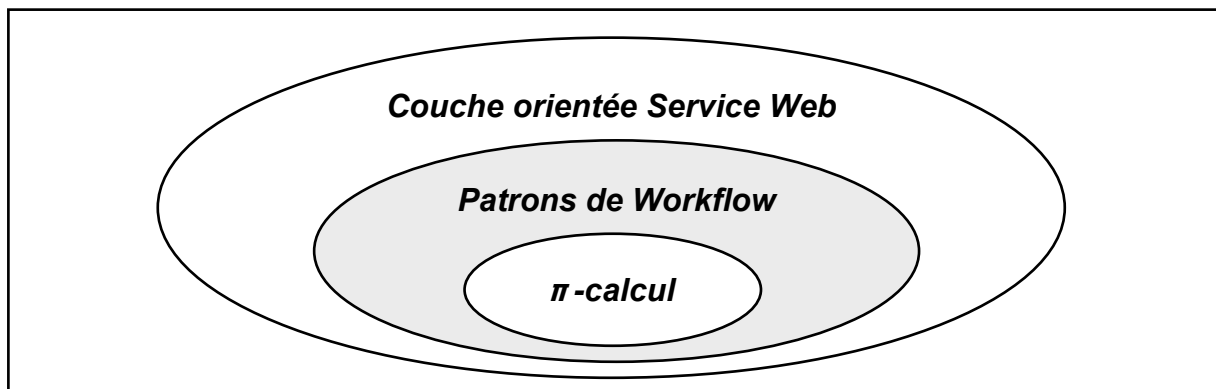 Couche orientée Service Web
Patrons de Workflow
π-calcul